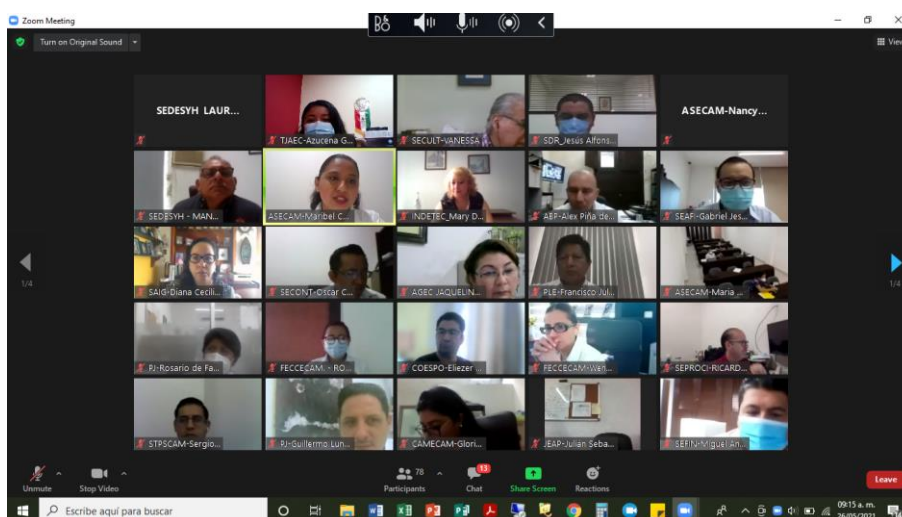 Zoom Meeting
Turn on Original Sound
View
SEDESYH LAUR...
TJAEC-Azucena G...
SECULT-VANESSA
SDR_Jesús Alfons...
ASECAM-Nancy...
SEDESYH - MAN...
ASECAM-Maribel C...
INDETEC_Mary D...
ABP-Alex Piña de...
SEAFI-Gabriel Jes...
SAIG-Diana Cecili...
SECONT-Oscar C...
AGEC JAQUELIN...
PLE-Francisco Jul...
ASECAM-Maria ...
1/4
1/4
PJ-Rosario de Fa...
FECCECAM. - RO...
COESPO-Eliezer ...
FECCECAM-Wen...
SEPROCI-RICARD...
STPSCAM-Sergio...
PJ-Guillermo Lun...
CAMECAM-Glori...
JEAP-Julian Seba...
SEFIN-Miguel An...
78
13
Unmute
Stop Video
Participants
Chat
Share Screen
Reactions
Leave
Escribe aquí para buscar
09:15 a. m.
26/05/2021